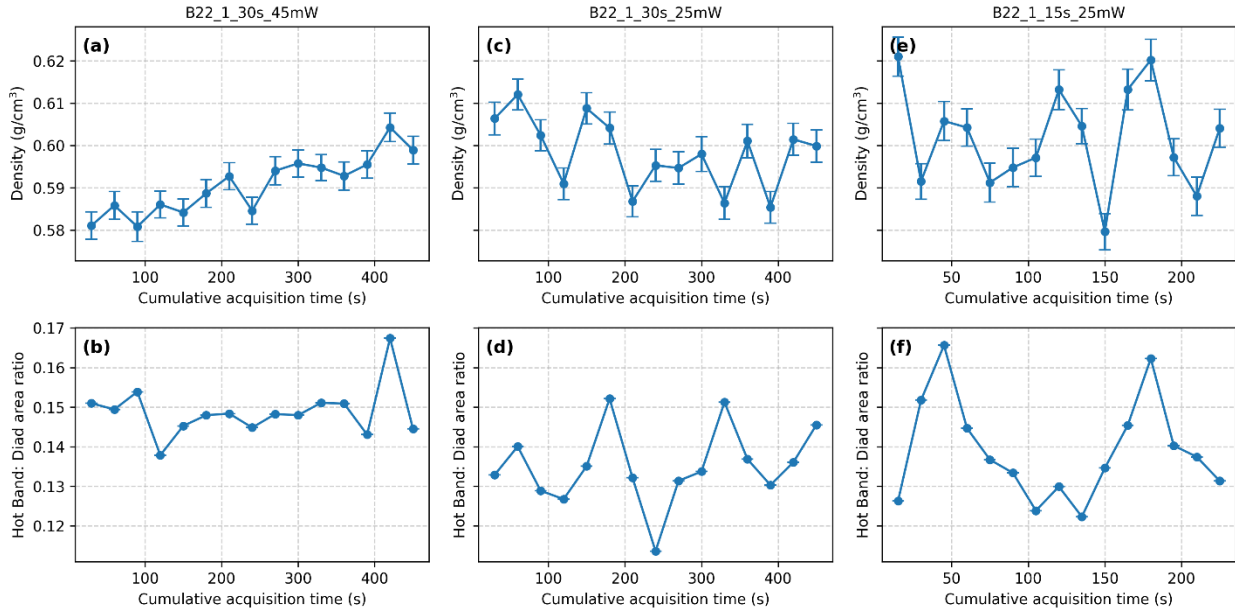 B22_1_30s_45mW
B22_1_30s_25mW
B22_1_15s_25mW
(a)
(c)
(e)
Density (g/cm³)
0.62
0.61
0.60
0.59
0.58
Density (g/cm³)
Density (g/cm³)
100 200 300 400
100 200 300 400
50 100 150 200
Cumulative acquisition time (s)
Cumulative acquisition time (s)
Cumulative acquisition time (s)
(b)
(d)
(f)
Hot Band: Diad area ratio
0.17
0.16
0.15
0.14
0.13
0.12
Hot Band: Diad area ratio
Hot Band: Diad area ratio
100 200 300 400
100 200 300 400
50 100 150 200
Cumulative acquisition time (s)
Cumulative acquisition time (s)
Cumulative acquisition time (s)